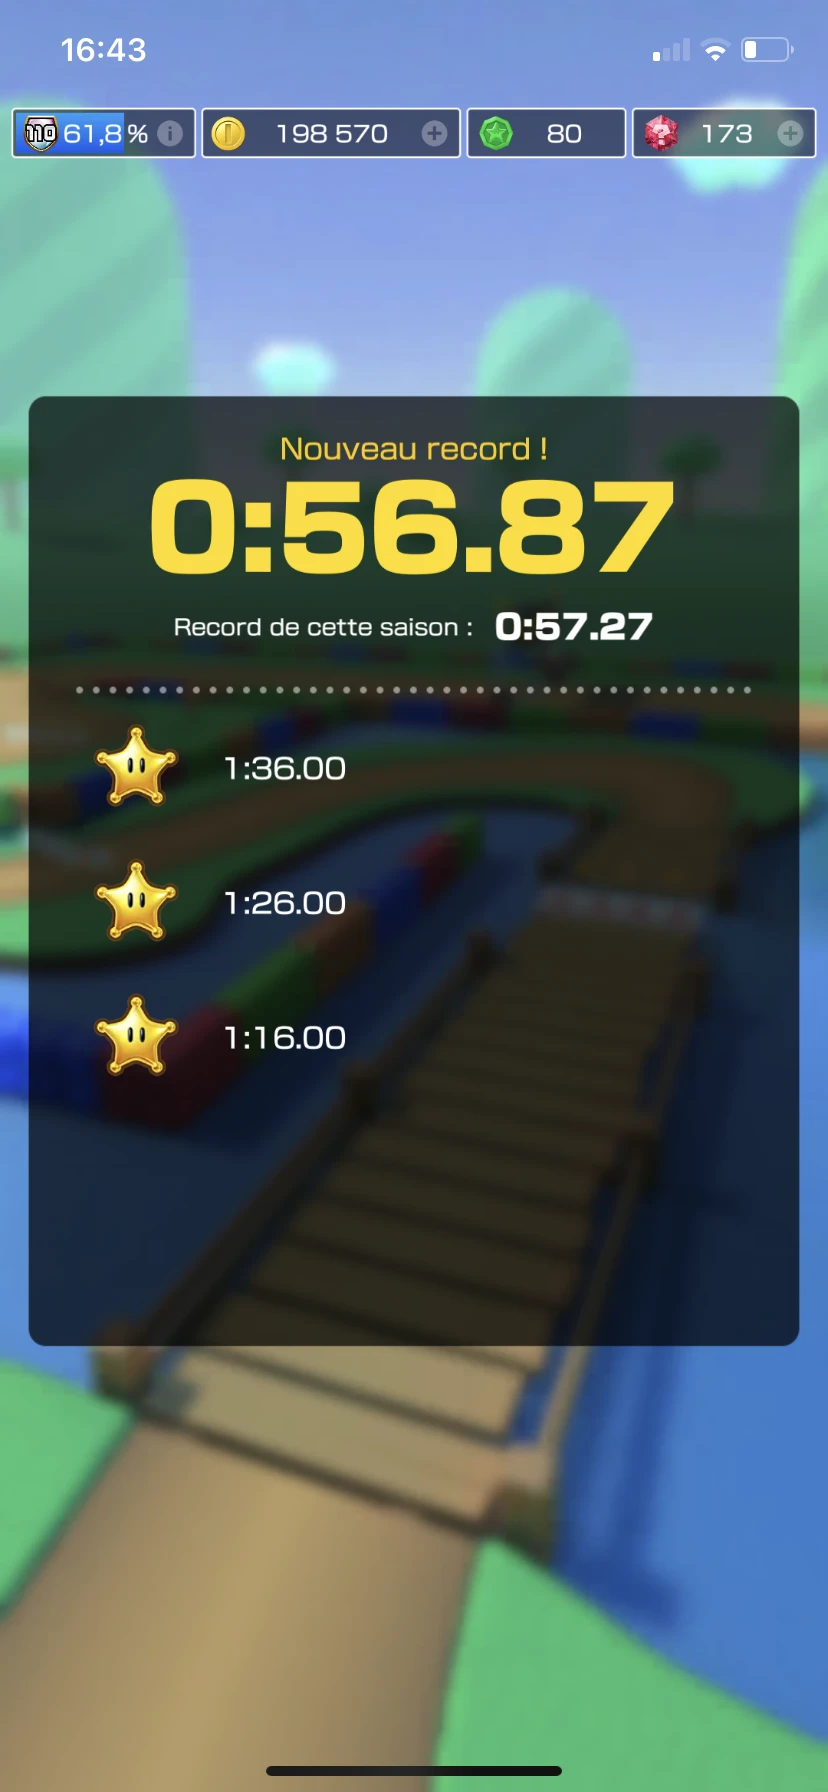 16:43
110 61,8 % i 198 570 + 80 173 +
Nouveau record !
0:56.87
Record de cette saison : 0:57.27
1:36.00
1:26.00
1:16.00